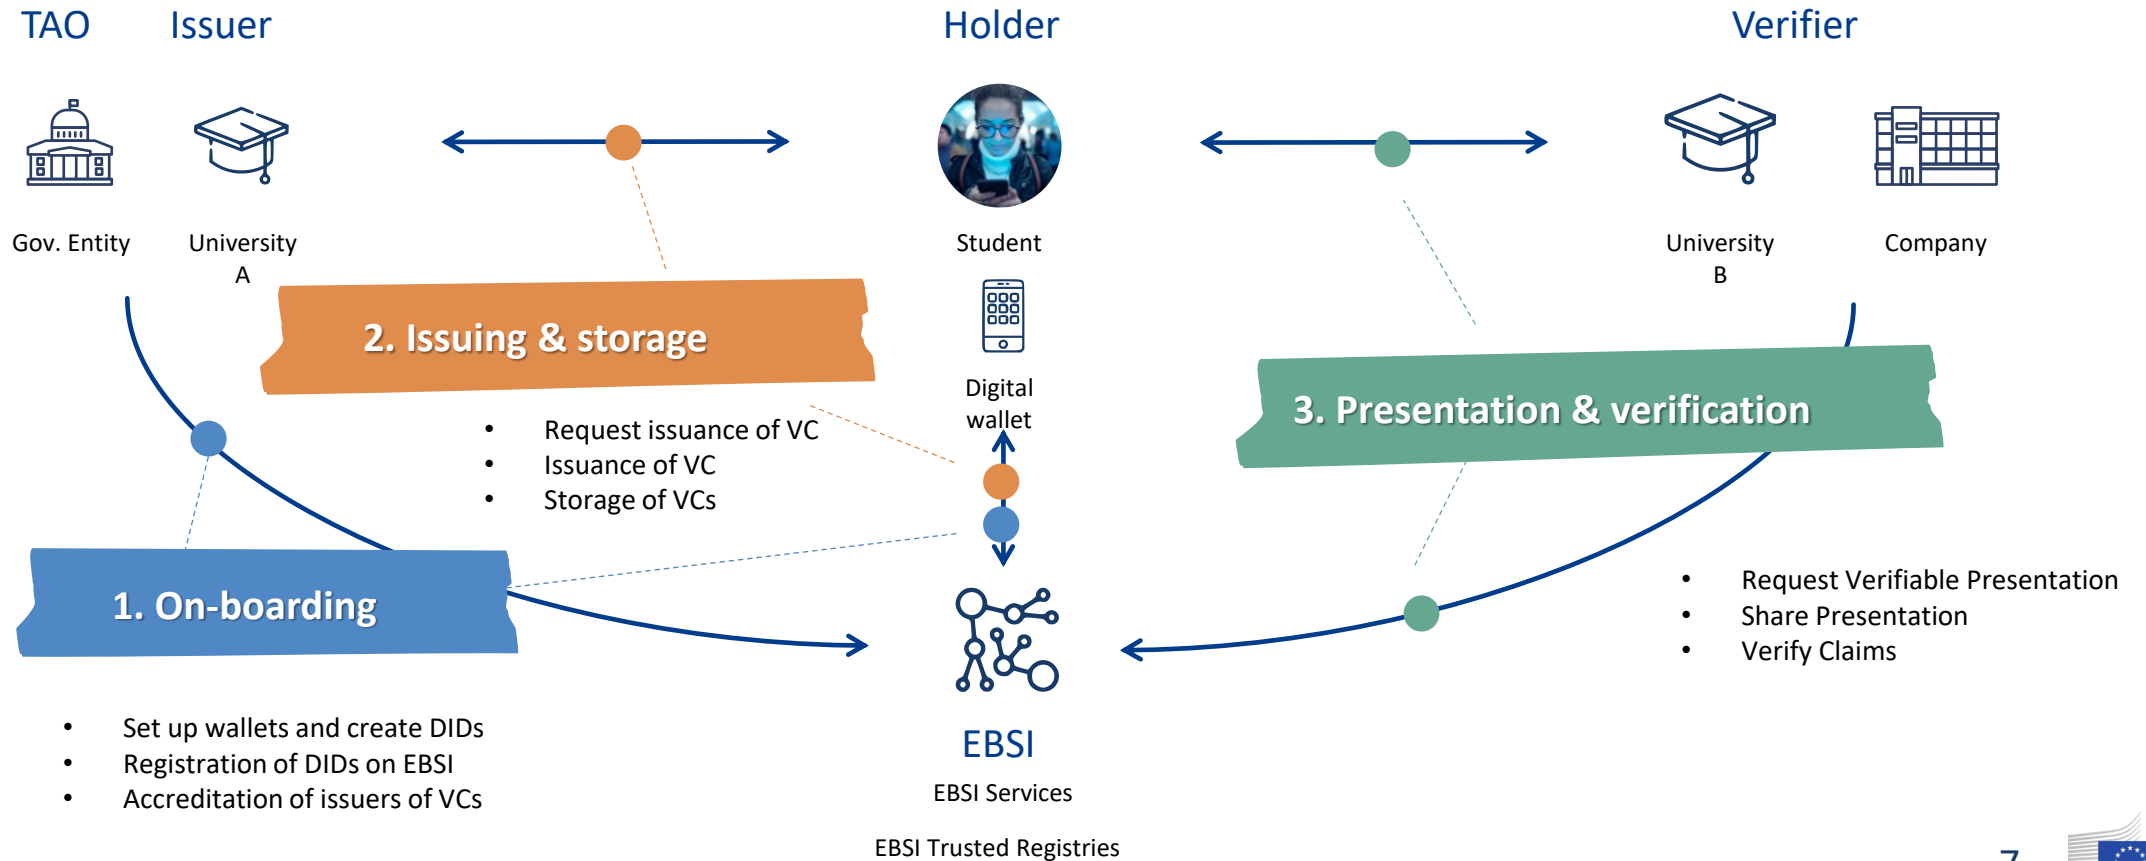 TAO
Issuer
Holder
Verifier
Gov. Entity
University
A
Student
University
B
Company
2. Issuing & storage
Digital
wallet
3. Presentation & verification
• Request issuance of VC
• Issuance of VC
• Storage of VCs
1. On-boarding
• Request Verifiable Presentation
• Share Presentation
• Verify Claims
• Set up wallets and create DIDs
• Registration of DIDs on EBSI
• Accreditation of issuers of VCs
EBSI
EBSI Services
EBSI Trusted Registries
7